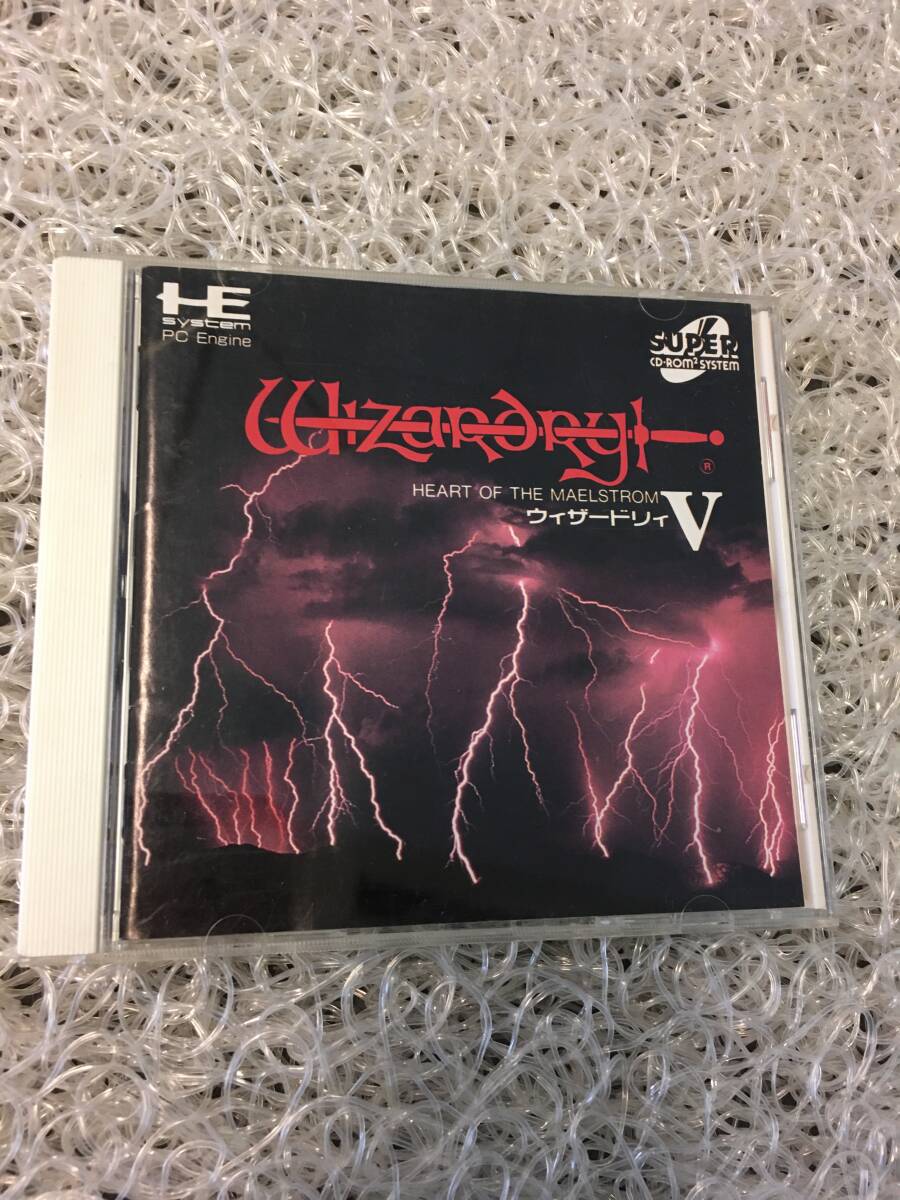 HE
system
PC Engine
SUPER
CD-ROM² SYSTEM
Wizardry
®
HEART OF THE MAELSTROM
ウィザードリィ V